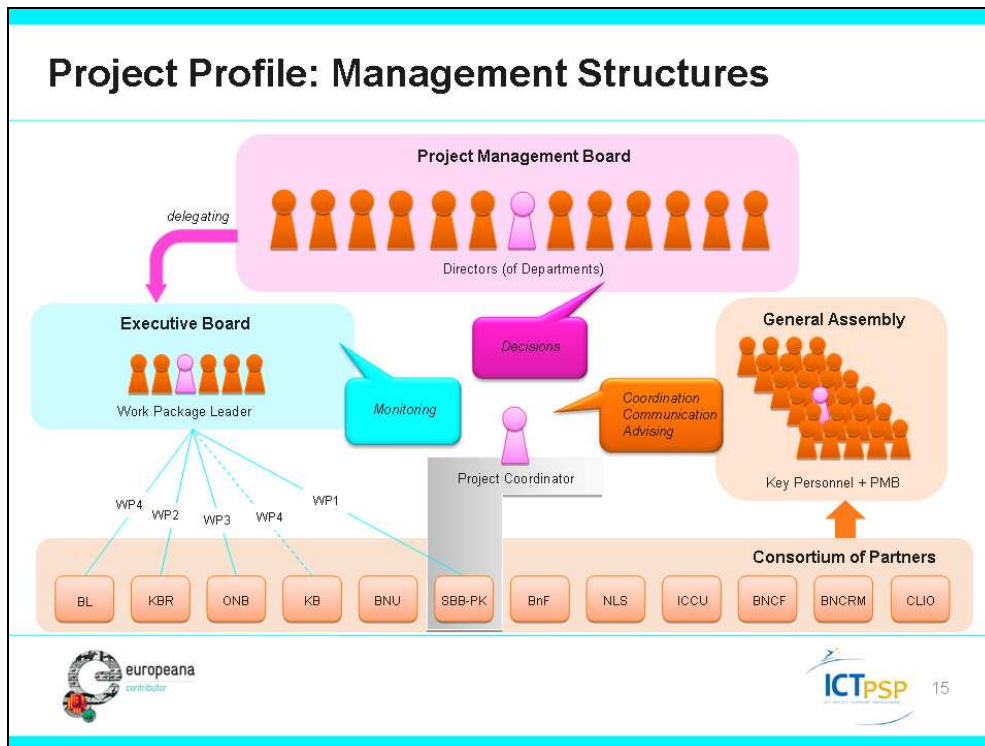 Project Profile: Management Structures
Project Management Board
delegating
Directors (of Departments)
Executive Board
General Assembly
Decisions
Work Package Leader
Monitoring
Coordination
Communication
Advising
Project Coordinator
Key Personnel + PMB
WP4
WP2
WP3
WP4
WP1
Consortium of Partners
BL
KBR
ONB
KB
BNU
SBB-PK
BnF
NLS
ICCU
BNCF
BNCRM
CLIO
europeana
contributor
ICTPSP
15